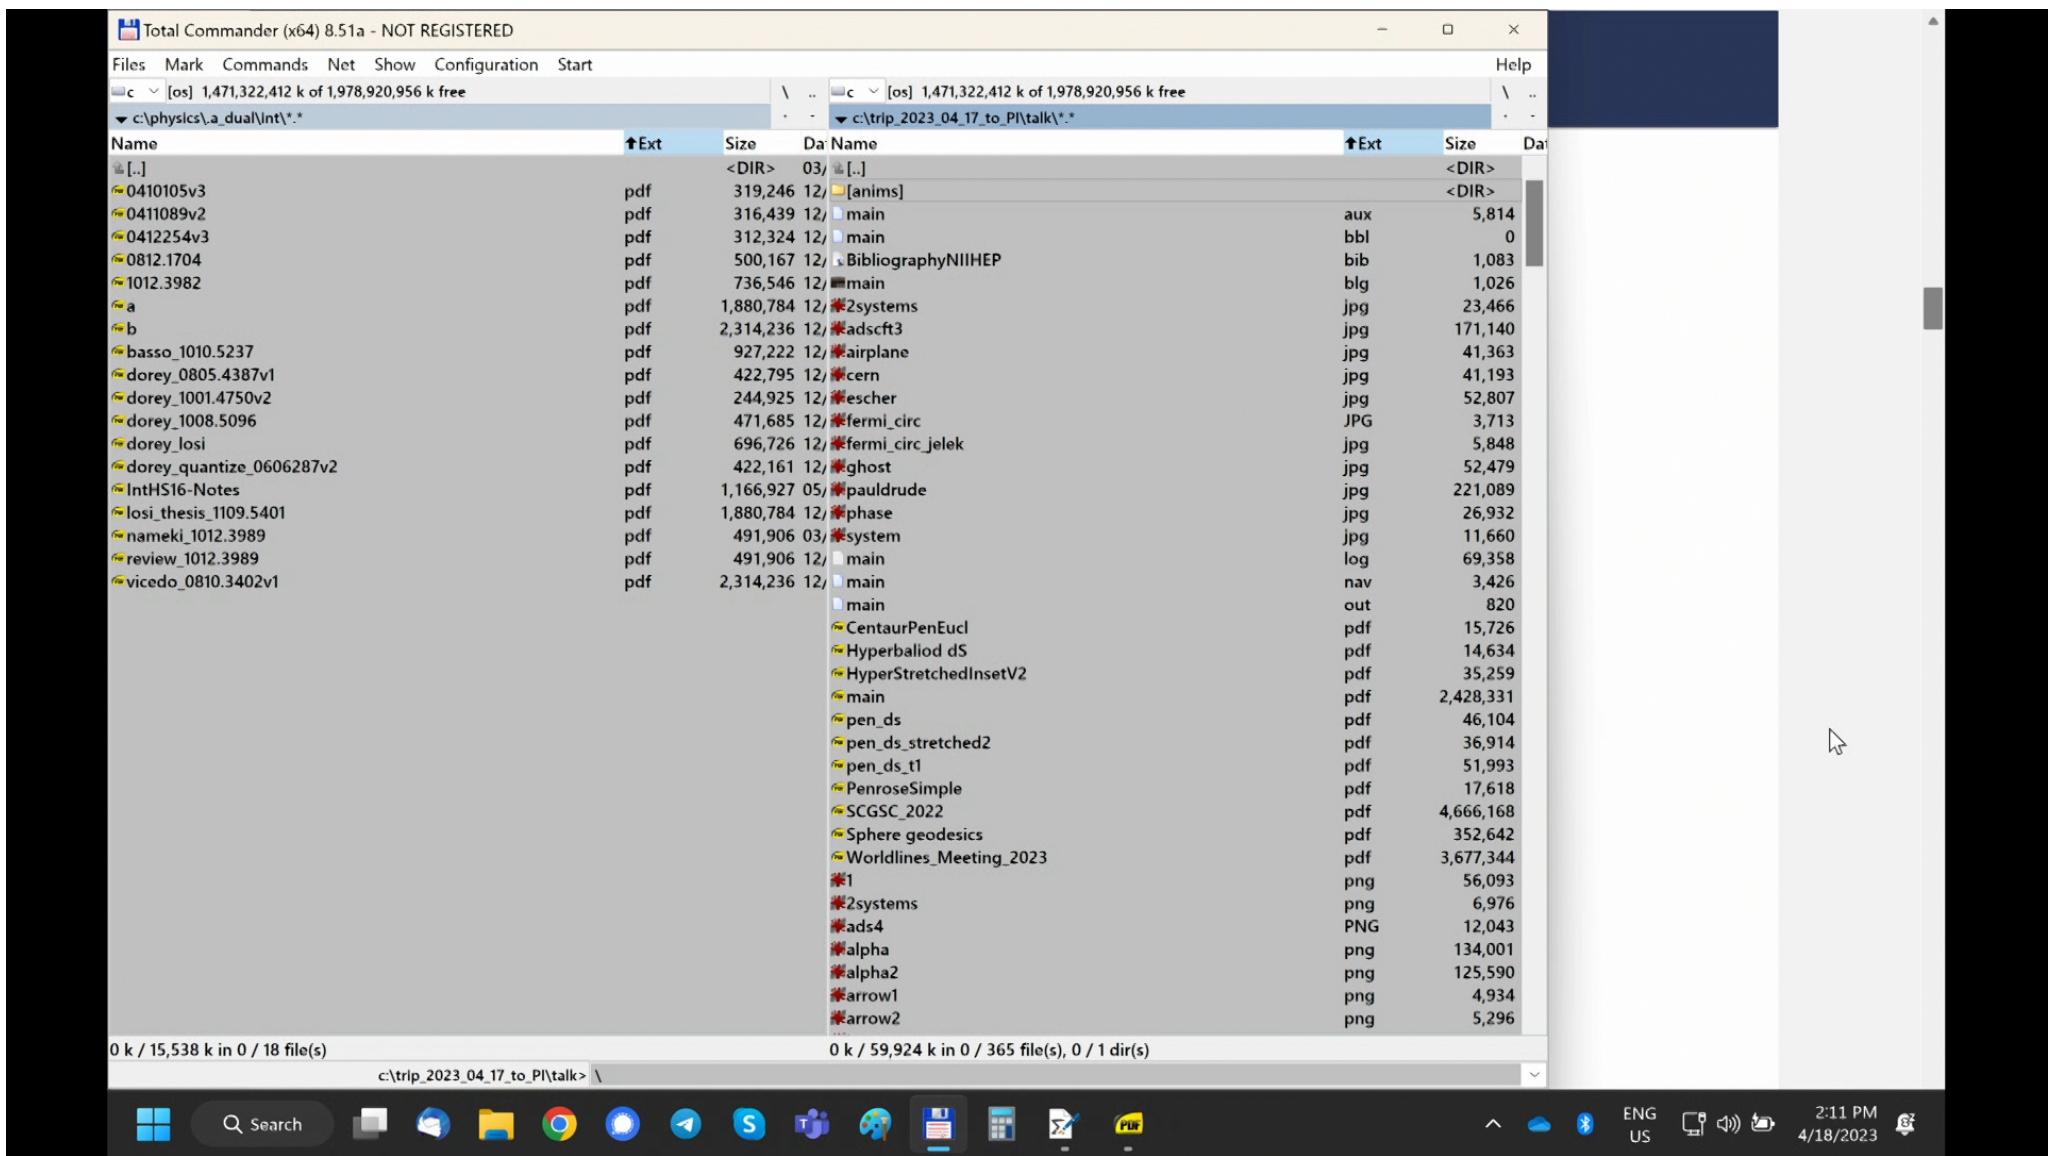 Total Commander (x64) 8.51a - NOT REGISTERED
Files Mark Commands Net Show Configuration Start Help
c [os] 1,471,322,412 k of 1,978,920,956 k free \ ..
c:\physics\.a_dual\int\*.*
Name Ext Size Dat
[..] <DIR> 03/
0410105v3 pdf 319,246 12/
0411089v2 pdf 316,439 12/
0412254v3 pdf 312,324 12/
0812.1704 pdf 500,167 12/
1012.3982 pdf 736,546 12/
a pdf 1,880,784 12/
b pdf 2,314,236 12/
basso_1010.5237 pdf 927,222 12/
dorey_0805.4387v1 pdf 422,795 12/
dorey_1001.4750v2 pdf 244,925 12/
dorey_1008.5096 pdf 471,685 12/
dorey_losi pdf 696,726 12/
dorey_quantize_0606287v2 pdf 422,161 12/
IntHS16-Notes pdf 1,166,927 05/
losi_thesis_1109.5401 pdf 1,880,784 12/
nameki_1012.3989 pdf 491,906 03/
review_1012.3989 pdf 491,906 12/
vicedo_0810.3402v1 pdf 2,314,236 12/
0 k / 15,538 k in 0 / 18 file(s)
c [os] 1,471,322,412 k of 1,978,920,956 k free \ ..
c:\trip_2023_04_17_to_PI\talk\*.*
Name Ext Size Dat
[..] <DIR>
[anims] <DIR>
main aux 5,814
main bbl 0
BibliographyNIIHEP bib 1,083
main blg 1,026
2systems jpg 23,466
adscft3 jpg 171,140
airplane jpg 41,363
cern jpg 41,193
escher jpg 52,807
fermi_circ JPG 3,713
fermi_circ_jelek jpg 5,848
ghost jpg 52,479
pauldrude jpg 221,089
phase jpg 26,932
system jpg 11,660
main log 69,358
main nav 3,426
main out 820
CentaurPenEucl pdf 15,726
Hyperbaliod dS pdf 14,634
HyperStretchedInsetV2 pdf 35,259
main pdf 2,428,331
pen_ds pdf 46,104
pen_ds_stretched2 pdf 36,914
pen_ds_t1 pdf 51,993
PenroseSimple pdf 17,618
SCGSC_2022 pdf 4,666,168
Sphere geodesics pdf 352,642
Worldlines_Meeting_2023 pdf 3,677,344
1 png 56,093
2systems png 6,976
ads4 PNG 12,043
alpha png 134,001
alpha2 png 125,590
arrow1 png 4,934
arrow2 png 5,296
0 k / 59,924 k in 0 / 365 file(s), 0 / 1 dir(s)
c:\trip_2023_04_17_to_PI\talk> \
Search
ENG
US
2:11 PM
4/18/2023